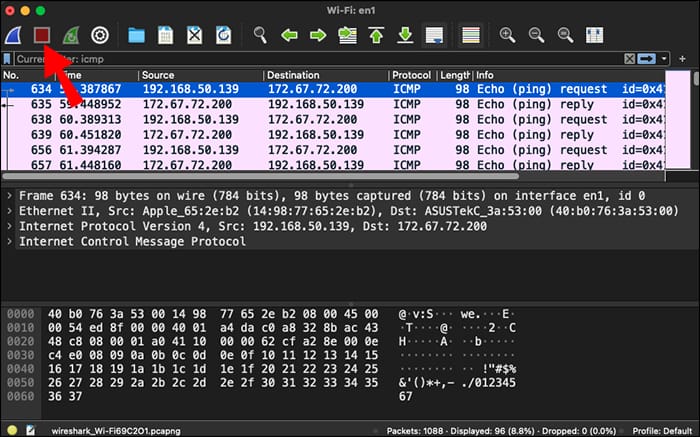 Wi-Fi: en1
No. Time Source Destination Protocol Length Info
634 59.387867 192.168.50.139 172.67.72.200 ICMP 98 Echo (ping) request id=0x41
635 59.448952 172.67.72.200 192.168.50.139 ICMP 98 Echo (ping) reply id=0x41
638 60.389313 192.168.50.139 172.67.72.200 ICMP 98 Echo (ping) request id=0x41
639 60.451820 172.67.72.200 192.168.50.139 ICMP 98 Echo (ping) reply id=0x41
656 61.394287 192.168.50.139 172.67.72.200 ICMP 98 Echo (ping) request id=0x41
657 61.448160 172.67.72.200 192.168.50.139 ICMP 98 Echo (ping) reply id=0x41
Frame 634: 98 bytes on wire (784 bits), 98 bytes captured (784 bits) on interface en1, id 0
Ethernet II, Src: Apple_65:2e:b2 (14:98:77:65:2e:b2), Dst: ASUSTekC_3a:53:00 (40:b0:76:3a:53:00)
Internet Protocol Version 4, Src: 192.168.50.139, Dst: 172.67.72.200
Internet Control Message Protocol
0000 40 b0 76 3a 53 00 14 98 77 65 2e b2 08 00 45 00 @·v:S··· we.···E·
0010 00 54 ed 8f 00 00 40 01 a4 da c0 a8 32 8b ac 43 ·T····@· ····2··C
0020 48 c8 08 00 01 a0 41 10 00 00 62 cf a2 8e 00 0e H·····A· ··b·····
0030 c4 e0 08 09 0a 0b 0c 0d 0e 0f 10 11 12 13 14 15 ········ ········
0040 16 17 18 19 1a 1b 1c 1d 1e 1f 20 21 22 23 24 25 ········ ·· !"#$%
0050 26 27 28 29 2a 2b 2c 2d 2e 2f 30 31 32 33 34 35 &'()*+,- ./012345
0060 36 37 67
wireshark_Wi-Fi69C2O1.pcapng Packets: 1088 · Displayed: 96 (8.8%) · Dropped: 0 (0.0%) Profile: Default